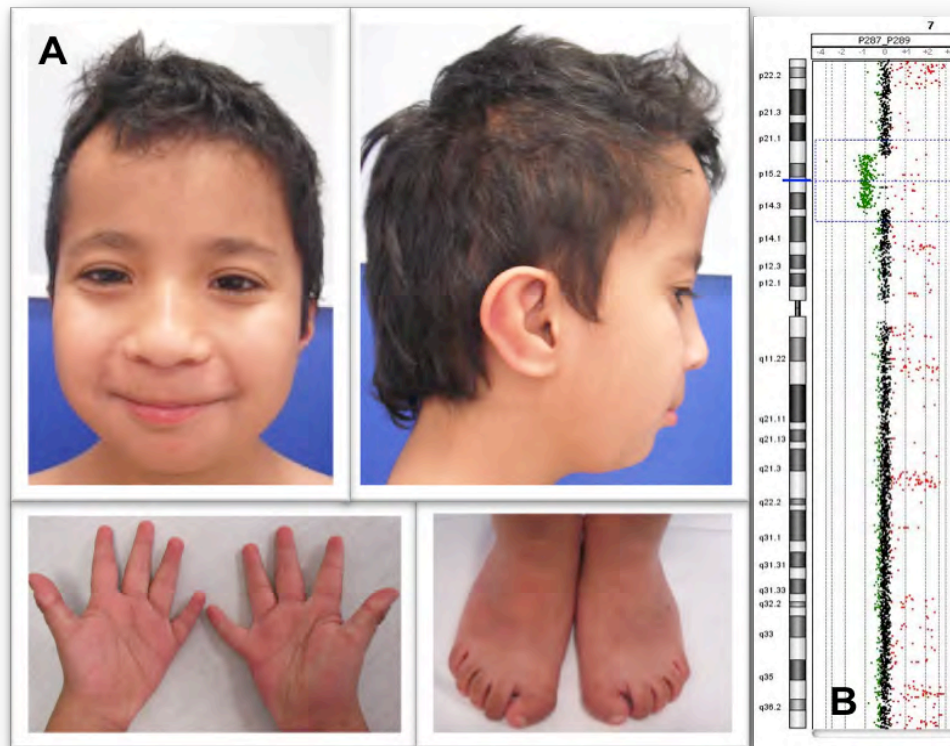 A
7
P287_P289
-4 -3 -2 -1 0 +1 +2 +3
p22.2
p21.3
p21.1
p15.2
p14.3
p14.1
p12.3
p12.1
q11.22
q21.11
q21.13
q21.3
q22.2
q31.1
q31.31
q31.33
q32.2
q33
q35
q36.2
B